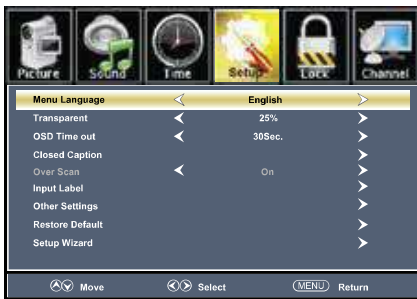 Picture Sound Time Setup Lock Channel
Menu Language English
Transparent 25%
OSD Time out 30Sec.
Closed Caption
Over Scan On
Input Label
Other Settings
Restore Default
Setup Wizard
Move Select MENU Return